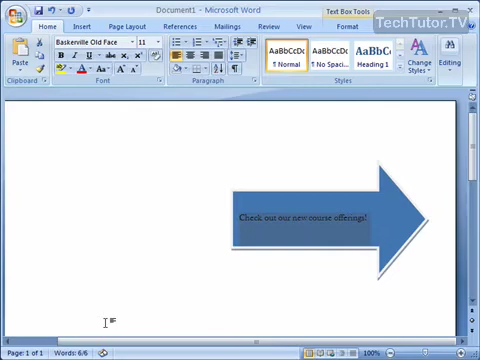 Document1 - Microsoft Word
Text Box Tools
TechTutor.TV
Home
Insert
Page Layout
References
Mailings
Review
View
Format
Paste
Clipboard
Baskerville Old Face
11
Font
Paragraph
AaBbCcDc
¶ Normal
AaBbCcDc
¶ No Spaci...
AaBbCc
Heading 1
Change
Styles
Styles
Editing
Check out our new course offerings!
Page: 1 of 1
Words: 6/6
100%